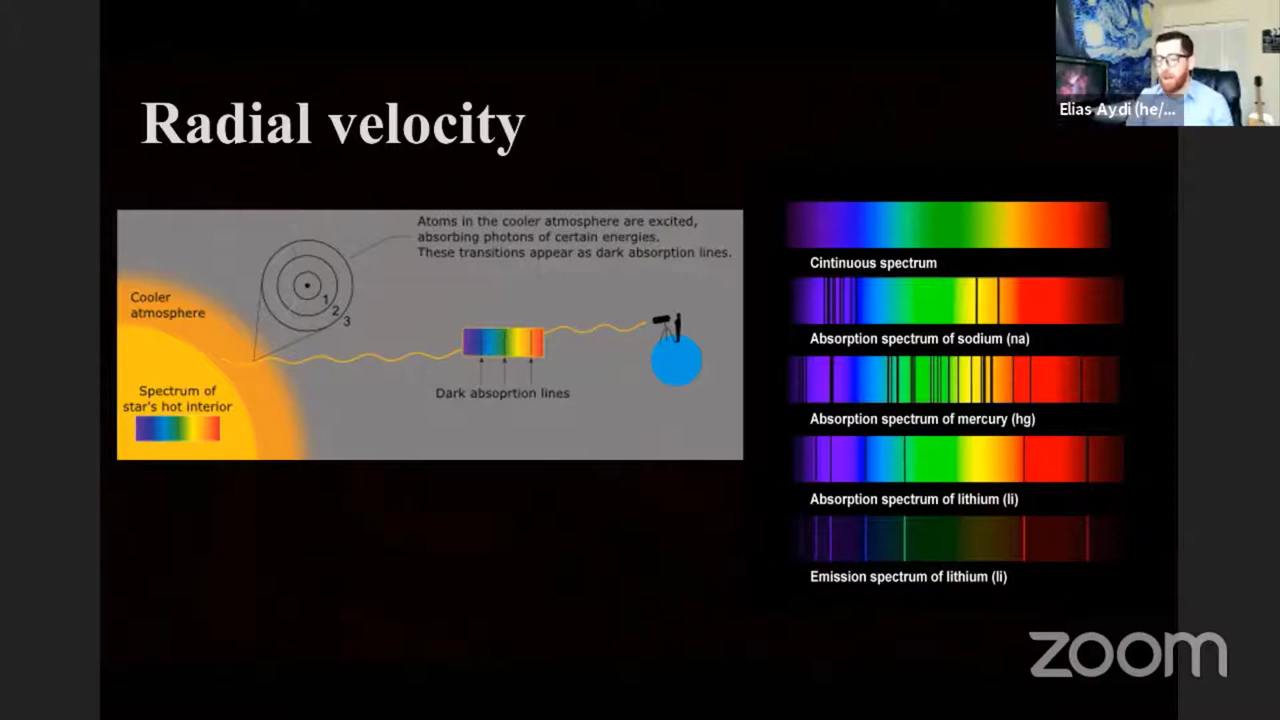 Elias Aydi (he/...
Radial velocity
Atoms in the cooler atmosphere are excited,
absorbing photons of certain energies.
These transitions appear as dark absorption lines.
1
2
3
Cooler
atmosphere
Dark absoprtion lines
Spectrum of
star's hot interior
Cintinuous spectrum
Absorption spectrum of sodium (na)
Absorption spectrum of mercury (hg)
Absorption spectrum of lithium (li)
Emission spectrum of lithium (li)
zoom